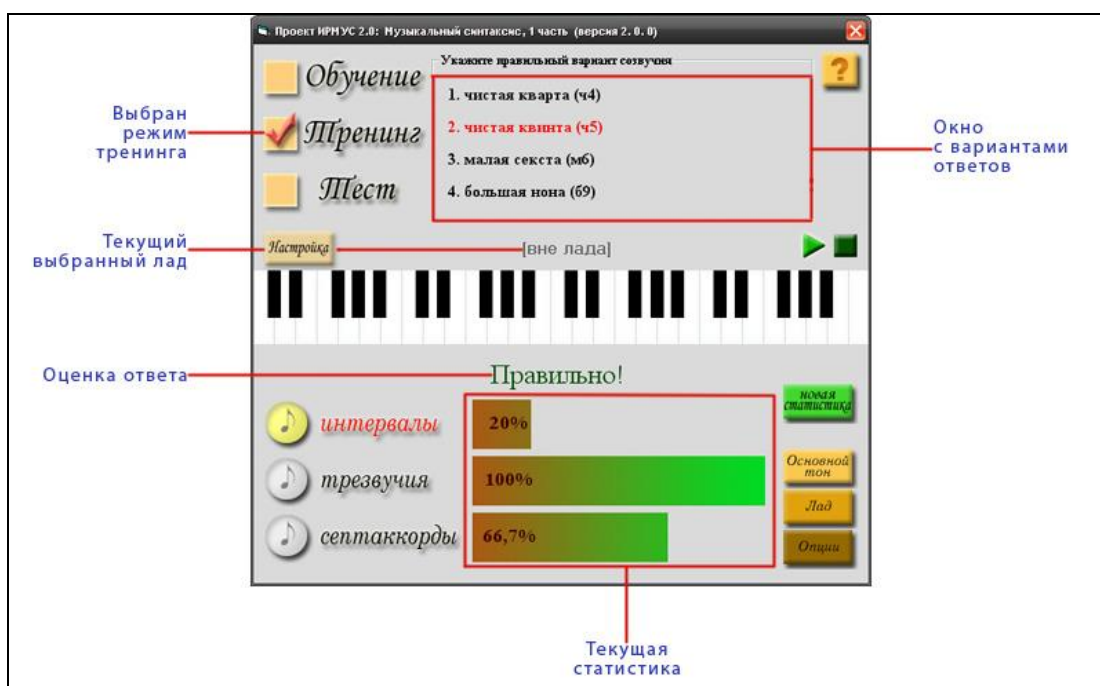 Проект ИРМУС 2.0: Музыкальный синтаксис, 1 часть (версия 2. 0. 0)
Обучение
Укажите правильный вариант созвучия
?
1. чистая кварта (ч4)
Выбран
режим
тренинга
Тренинг
2. чистая квинта (ч5)
Окно
с вариантами
ответов
3. малая секста (м6)
Тест
4. большая нона (б9)
Текущий
выбранный лад
Настройка
[вне лада]
Оценка ответа
Правильно!
новая
статистика
интервалы
20%
трезвучия
100%
Основной
тон
Лад
септаккорды
66,7%
Опции
Текущая
статистика